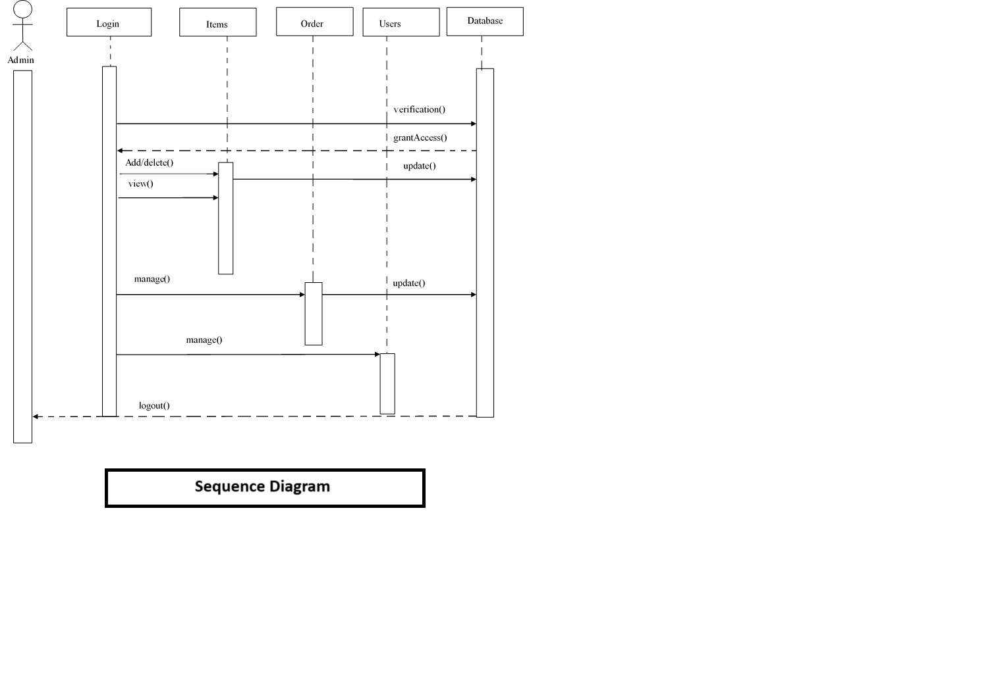 Login
Items
Order
Users
Database
Admin
verification()
grantAccess()
Add/delete()
update()
view()
manage()
update()
manage()
logout()
Sequence Diagram